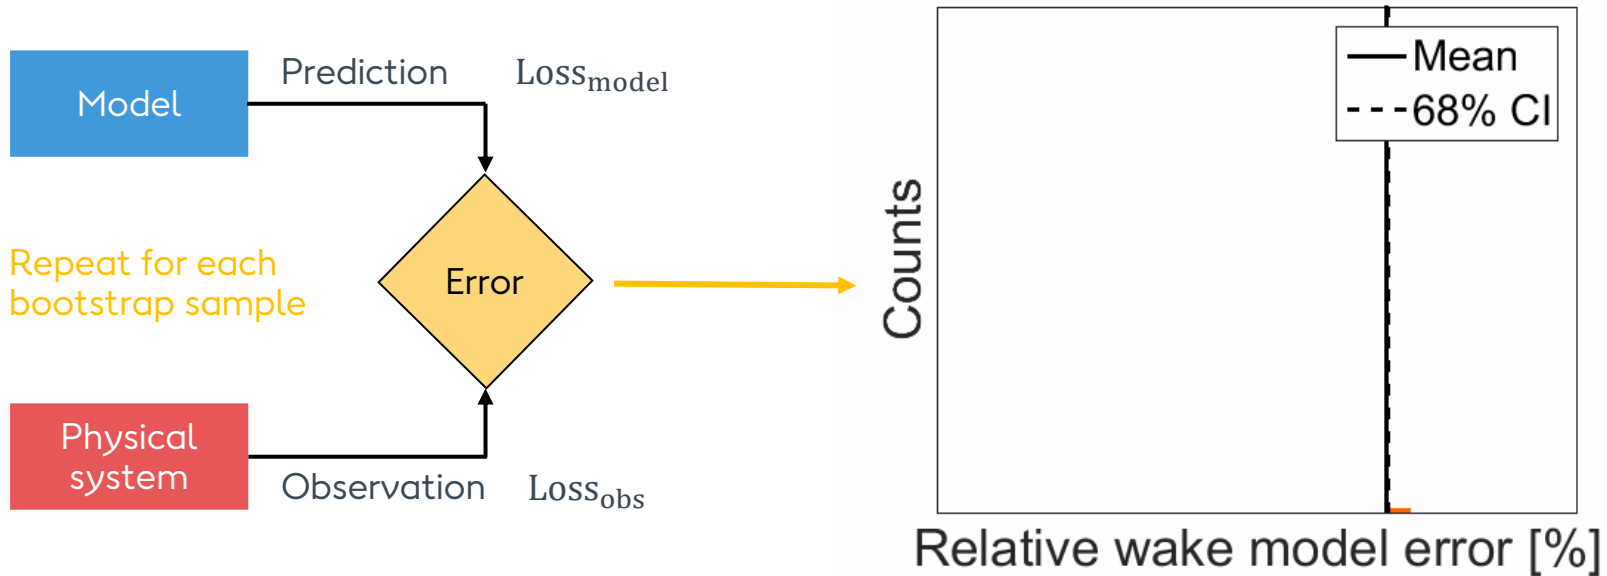 Model
Prediction
Loss_model
Repeat for each
bootstrap sample
Error
Physical
system
Observation
Loss_obs
Mean
68% CI
Counts
Relative wake model error [%]